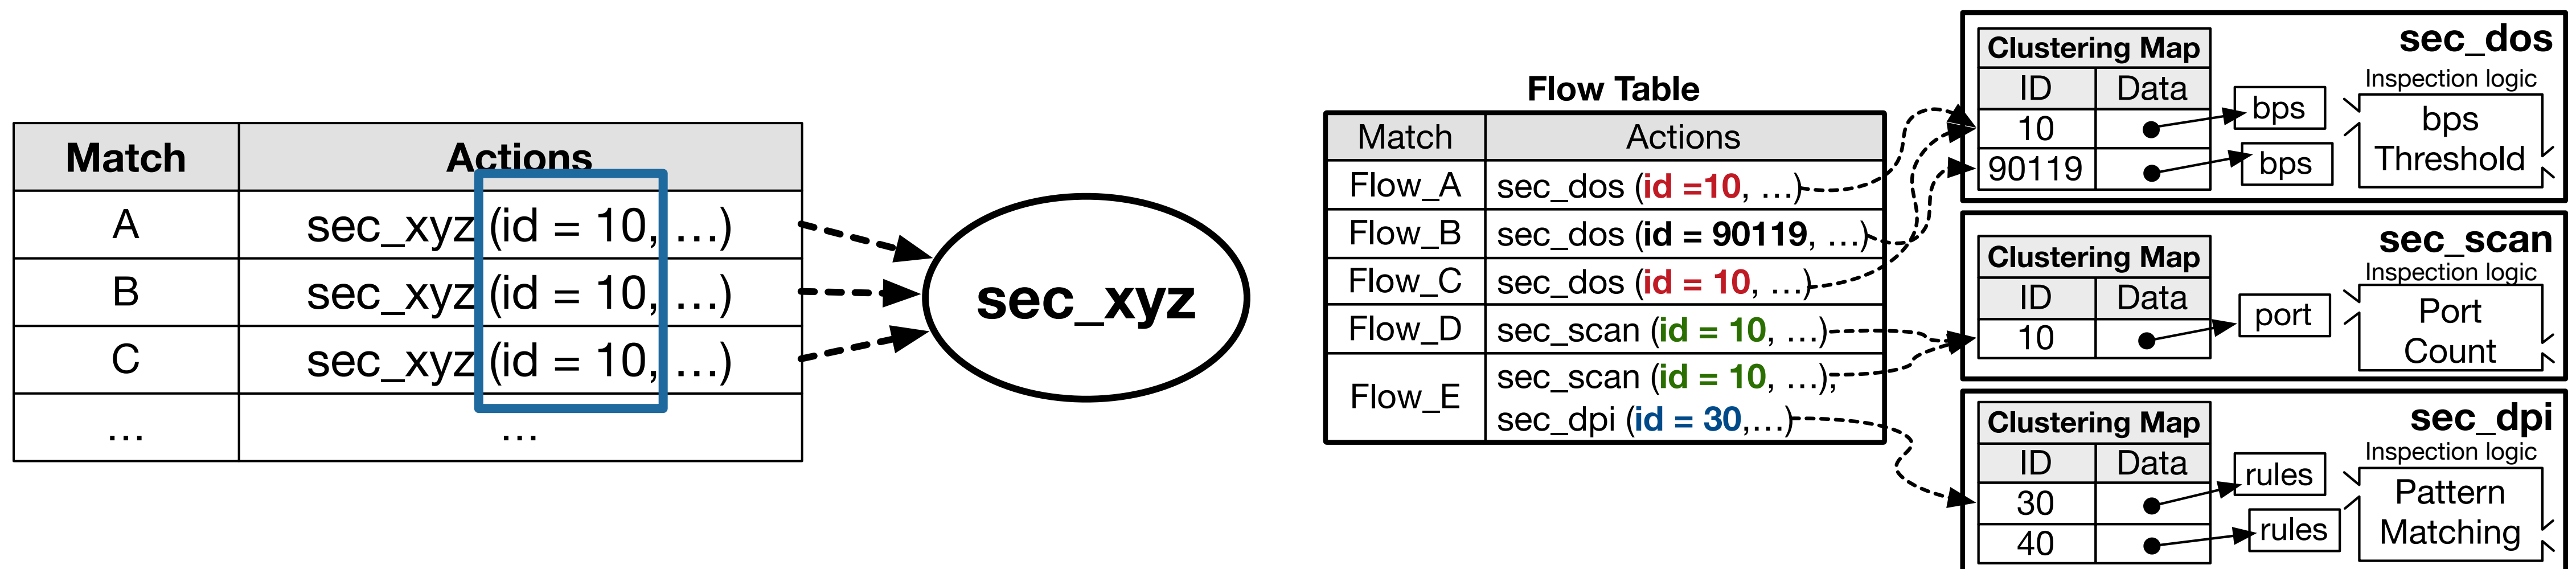 Match Actions
A sec_xyz (id = 10, ...)
B sec_xyz (id = 10, ...)
C sec_xyz (id = 10, ...)
... ...
sec_xyz
Flow Table
Match Actions
Flow_A sec_dos (id =10, ...)
Flow_B sec_dos (id = 90119, ...)
Flow_C sec_dos (id = 10, ...)
Flow_D sec_scan (id = 10, ...)
Flow_E sec_scan (id = 10, ...),
sec_dpi (id = 30,...)
sec_dos
Clustering Map
ID Data
10
90119
bps
bps
Inspection logic
bps
Threshold
sec_scan
Clustering Map
ID Data
10
port
Inspection logic
Port
Count
sec_dpi
Clustering Map
ID Data
30
40
rules
rules
Inspection logic
Pattern
Matching